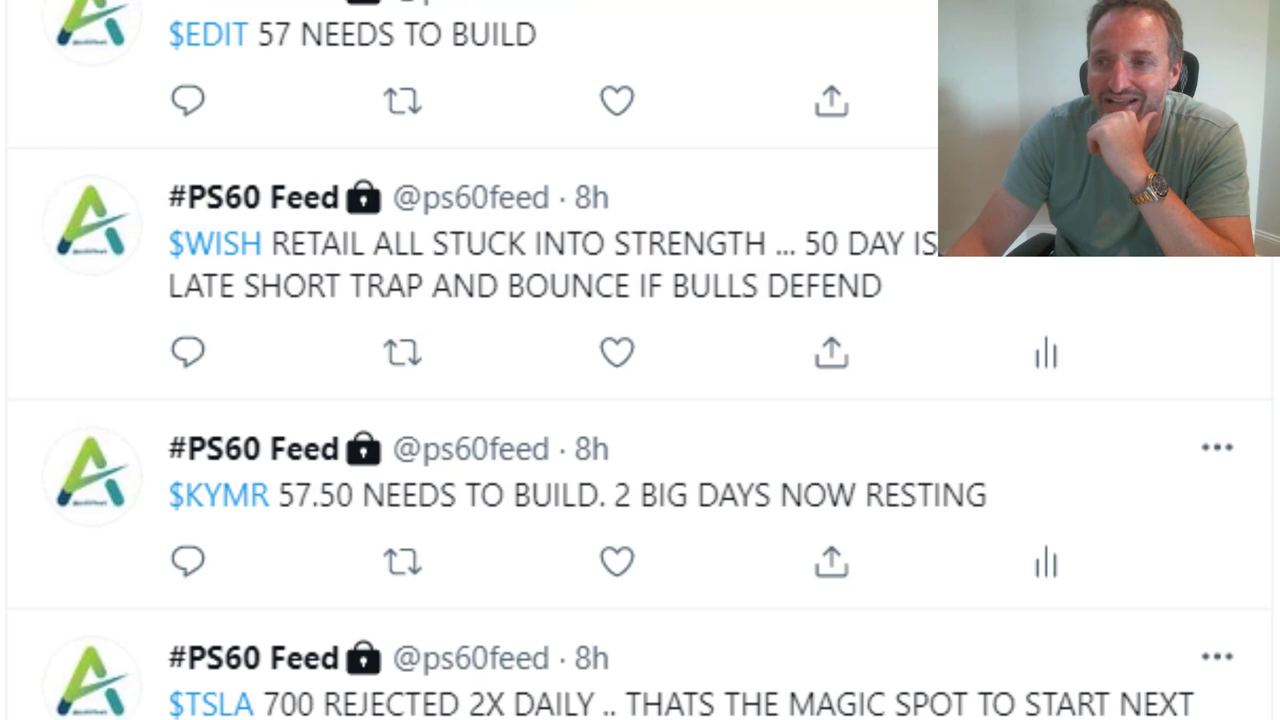 $EDIT 57 NEEDS TO BUILD
#PS60 Feed @ps60feed · 8h
$WISH RETAIL ALL STUCK INTO STRENGTH ... 50 DAY IS
LATE SHORT TRAP AND BOUNCE IF BULLS DEFEND
#PS60 Feed @ps60feed · 8h
$KYMR 57.50 NEEDS TO BUILD. 2 BIG DAYS NOW RESTING
#PS60 Feed @ps60feed · 8h
$TSLA 700 REJECTED 2X DAILY .. THATS THE MAGIC SPOT TO START NEXT